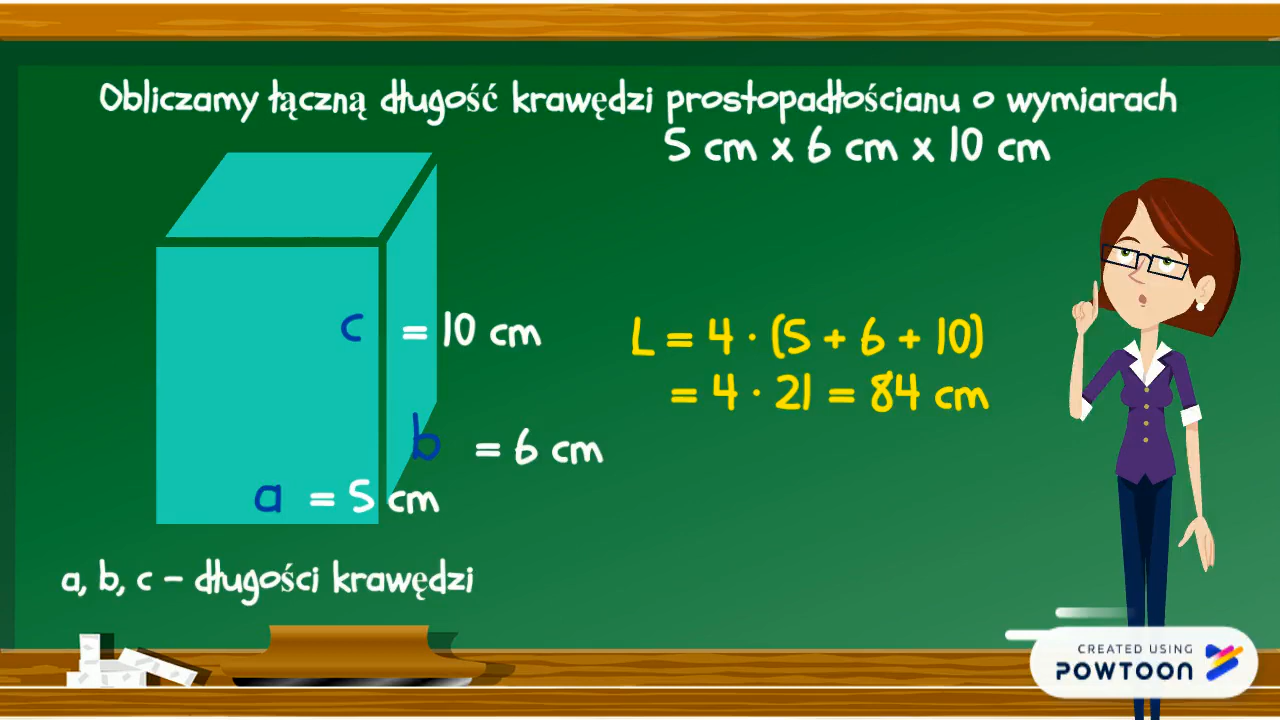 Obliczamy łączną długość krawędzi prostopadłościanu o wymiarach
5 cm x 6 cm x 10 cm
c = 10 cm
L = 4 · (5 + 6 + 10)
= 4 · 21 = 84 cm
b = 6 cm
a = 5 cm
a, b, c – długości krawędzi
CREATED USING
POWTOON